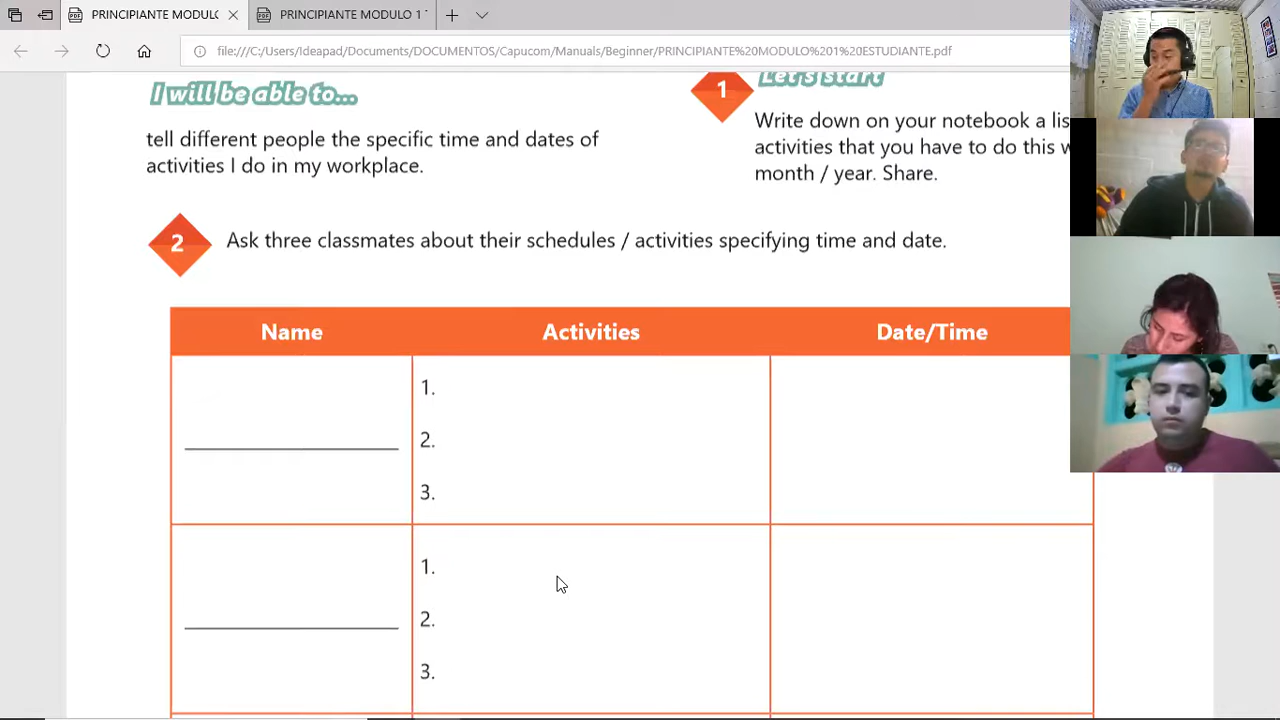 PRINCIPIANTE MODULO
PRINCIPIANTE MODULO 1
file:///C:/Users/Ideapad/Documents/
S/Capucom/Manuals/Beginner/PRINCIPIANTE%20MODULO%201%20ESTUDIANTE.pdf
I will be able to...
tell different people the specific time and dates of
activities I do in my workplace.
1
Let's start
Write down on your notebook a lis
activities that you have to do this w
month / year. Share.
2
Ask three classmates about their schedules / activities specifying time and date.
Name
Activities
Date/Time
1.
2.
3.
1.
2.
3.